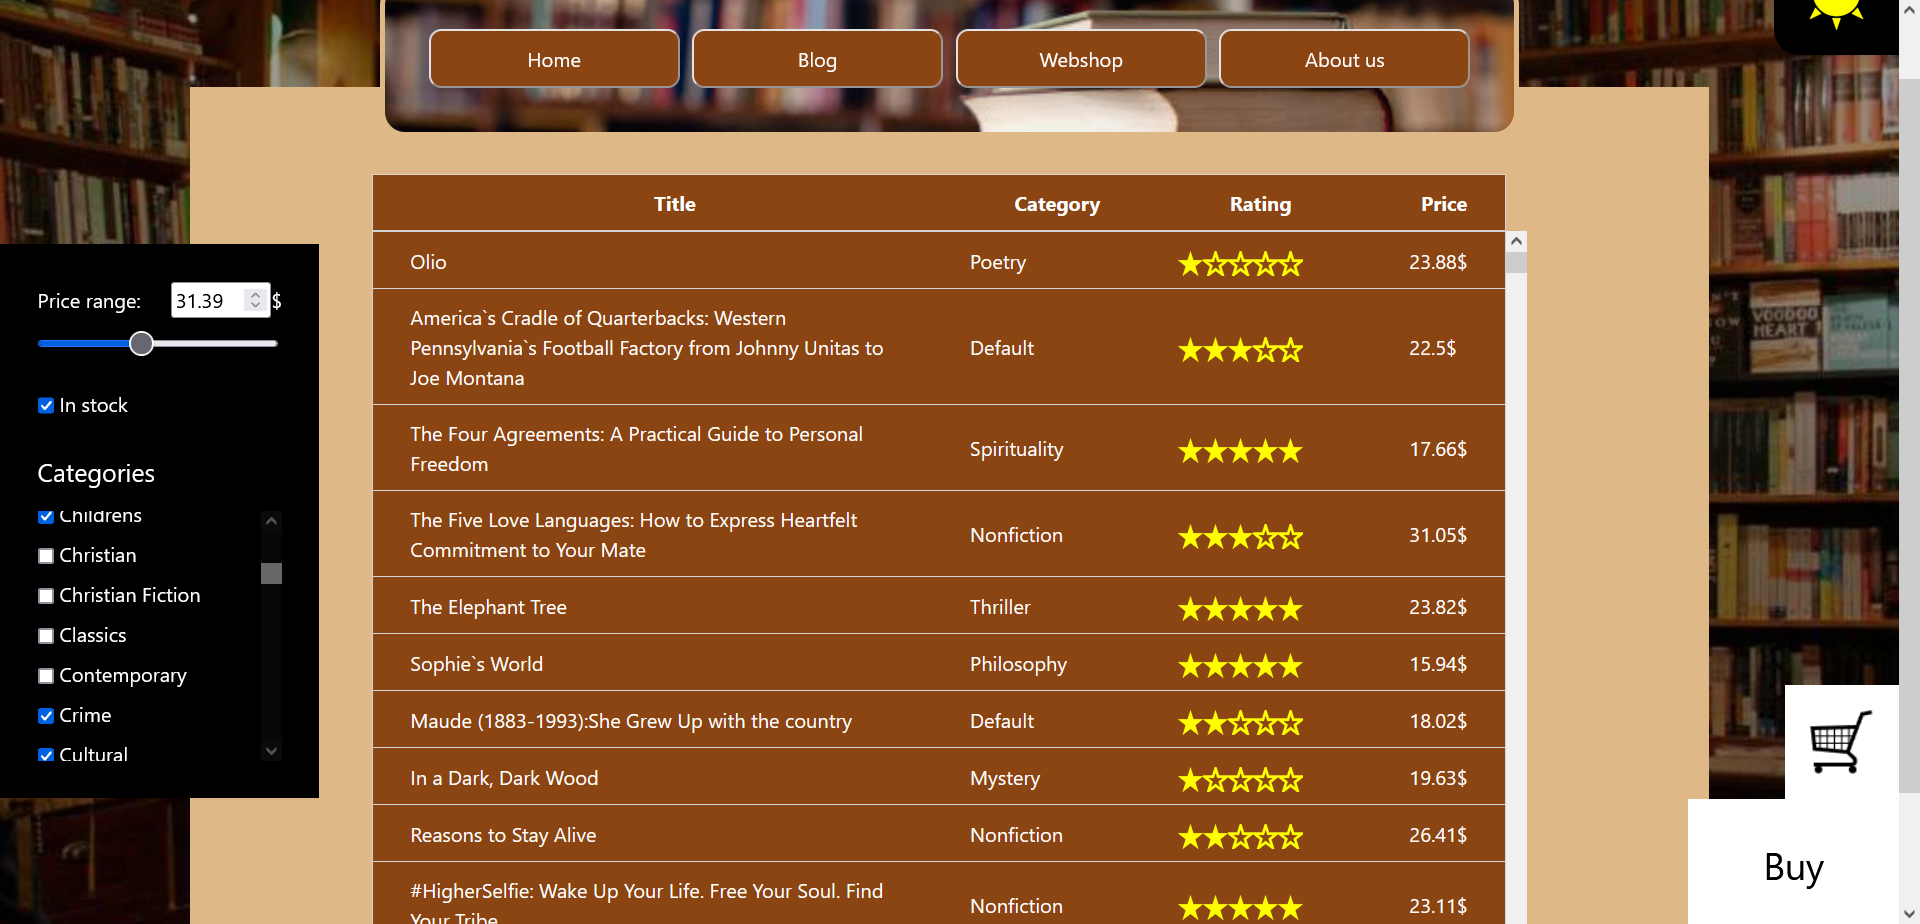 Home
Blog
Webshop
About us
Title
Category
Rating
Price
Olio
Poetry
23.88$
America`s Cradle of Quarterbacks: Western
Pennsylvania`s Football Factory from Johnny Unitas to
Joe Montana
Default
22.5$
The Four Agreements: A Practical Guide to Personal
Freedom
Spirituality
17.66$
The Five Love Languages: How to Express Heartfelt
Commitment to Your Mate
Nonfiction
31.05$
The Elephant Tree
Thriller
23.82$
Sophie`s World
Philosophy
15.94$
Maude (1883-1993):She Grew Up with the country
Default
18.02$
In a Dark, Dark Wood
Mystery
19.63$
Reasons to Stay Alive
Nonfiction
26.41$
#HigherSelfie: Wake Up Your Life. Free Your Soul. Find
Your Tribe
Nonfiction
23.11$
Price range:
31.39
$
In stock
Categories
Childrens
Christian
Christian Fiction
Classics
Contemporary
Crime
Cultural
VOODOO
HEART
Buy